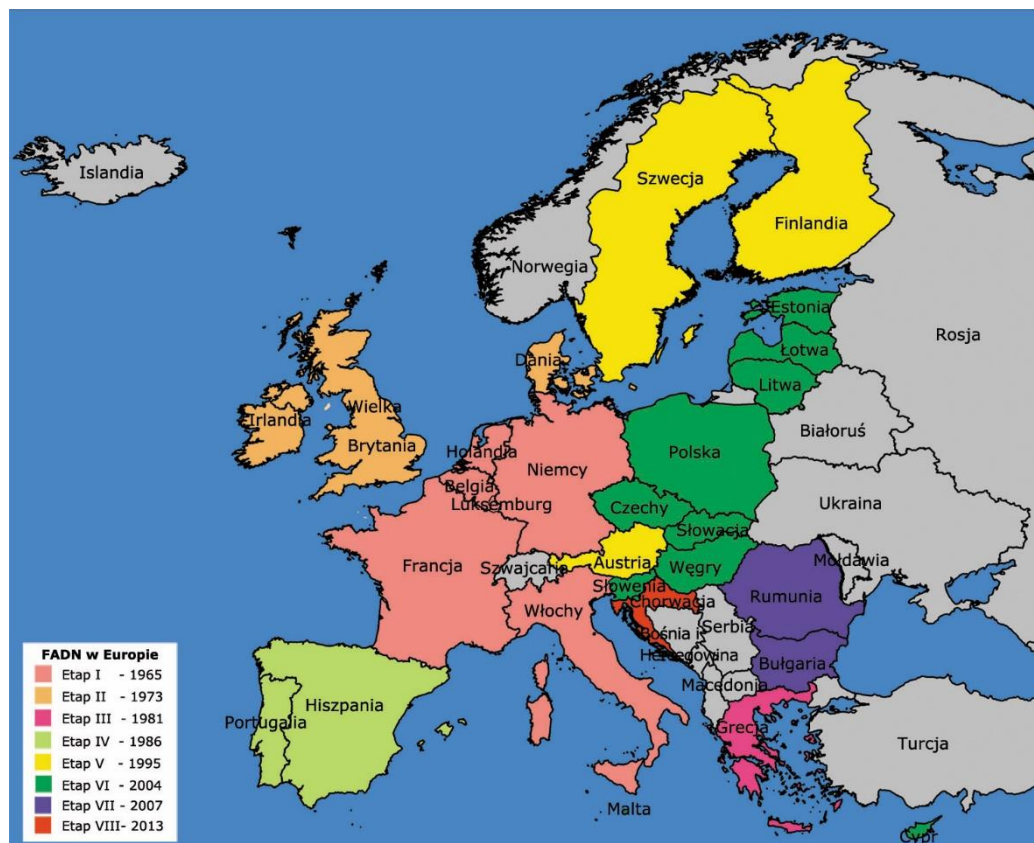 Islandia
Szwecja
Finlandia
Norwegia
Estonia
Rosja
Łotwa
Dania
Litwa
Irlandia
Wielka
Brytania
Białoruś
Holandia
Niemcy
Polska
Belgia
Luksemburg
Czechy
Ukraina
Słowacja
Francja
Szwajcaria
Austria
Węgry
Mołdawia
Słowenia
Chorwacja
Rumunia
Włochy
Serbia
Bośnia i
Hercegowina
Bułgaria
Macedonja
Hiszpania
Portugalia
Grecja
Turcja
Malta
Cypr
FADN w Europie
Etap I - 1965
Etap II - 1973
Etap III - 1981
Etap IV - 1986
Etap V - 1995
Etap VI - 2004
Etap VII - 2007
Etap VIII- 2013